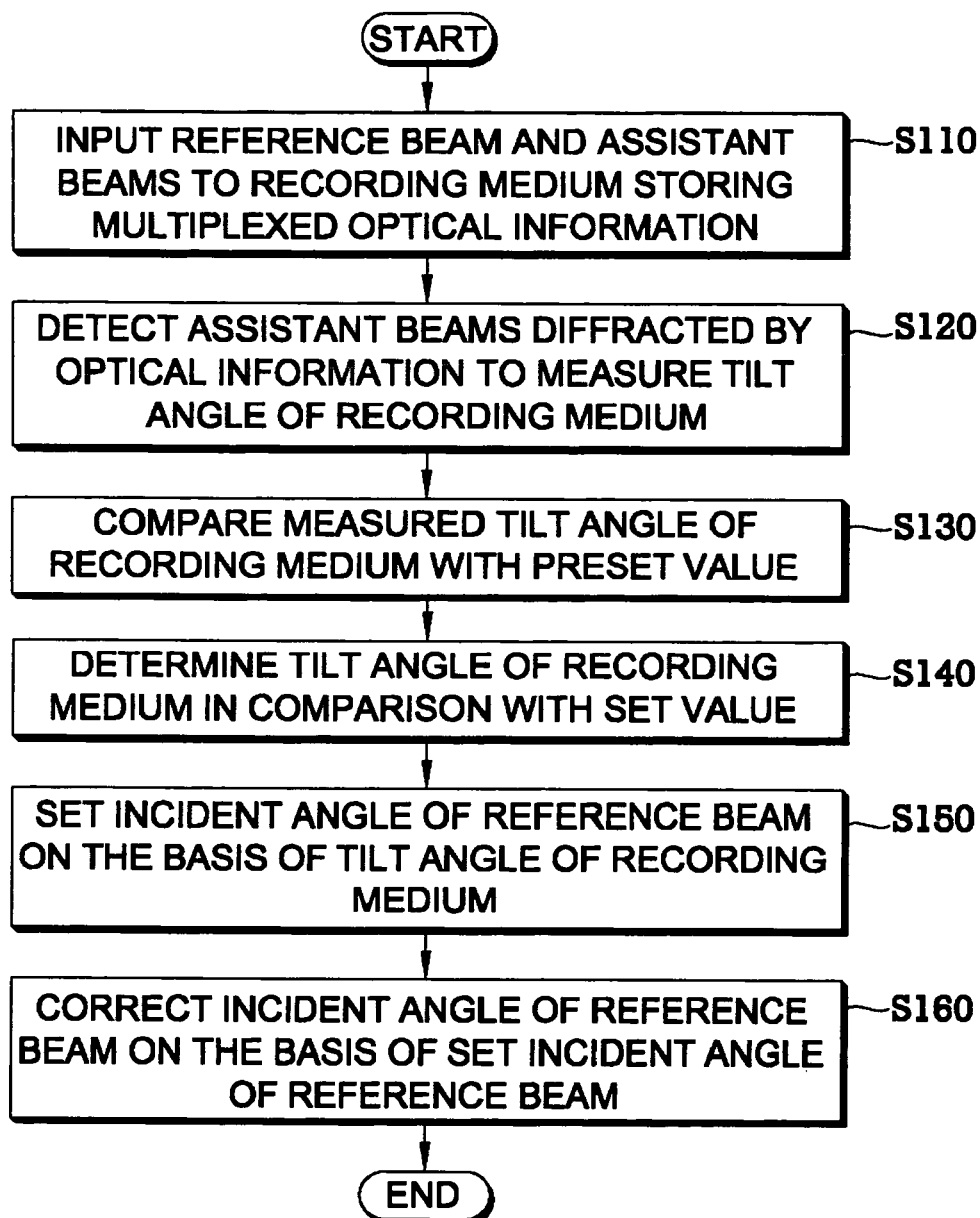 START
INPUT REFERENCE BEAM AND ASSISTANT
BEAMS TO RECORDING MEDIUM STORING
MULTIPLEXED OPTICAL INFORMATION
S110
DETECT ASSISTANT BEAMS DIFFRACTED BY
OPTICAL INFORMATION TO MEASURE TILT
ANGLE OF RECORDING MEDIUM
S120
COMPARE MEASURED TILT ANGLE OF
RECORDING MEDIUM WITH PRESET VALUE
S130
DETERMINE TILT ANGLE OF RECORDING
MEDIUM IN COMPARISON WITH SET VALUE
S140
SET INCIDENT ANGLE OF REFERENCE BEAM
ON THE BASIS OF TILT ANGLE OF RECORDING
MEDIUM
S150
CORRECT INCIDENT ANGLE OF REFERENCE
BEAM ON THE BASIS OF SET INCIDENT ANGLE
OF REFERENCE BEAM
S160
END